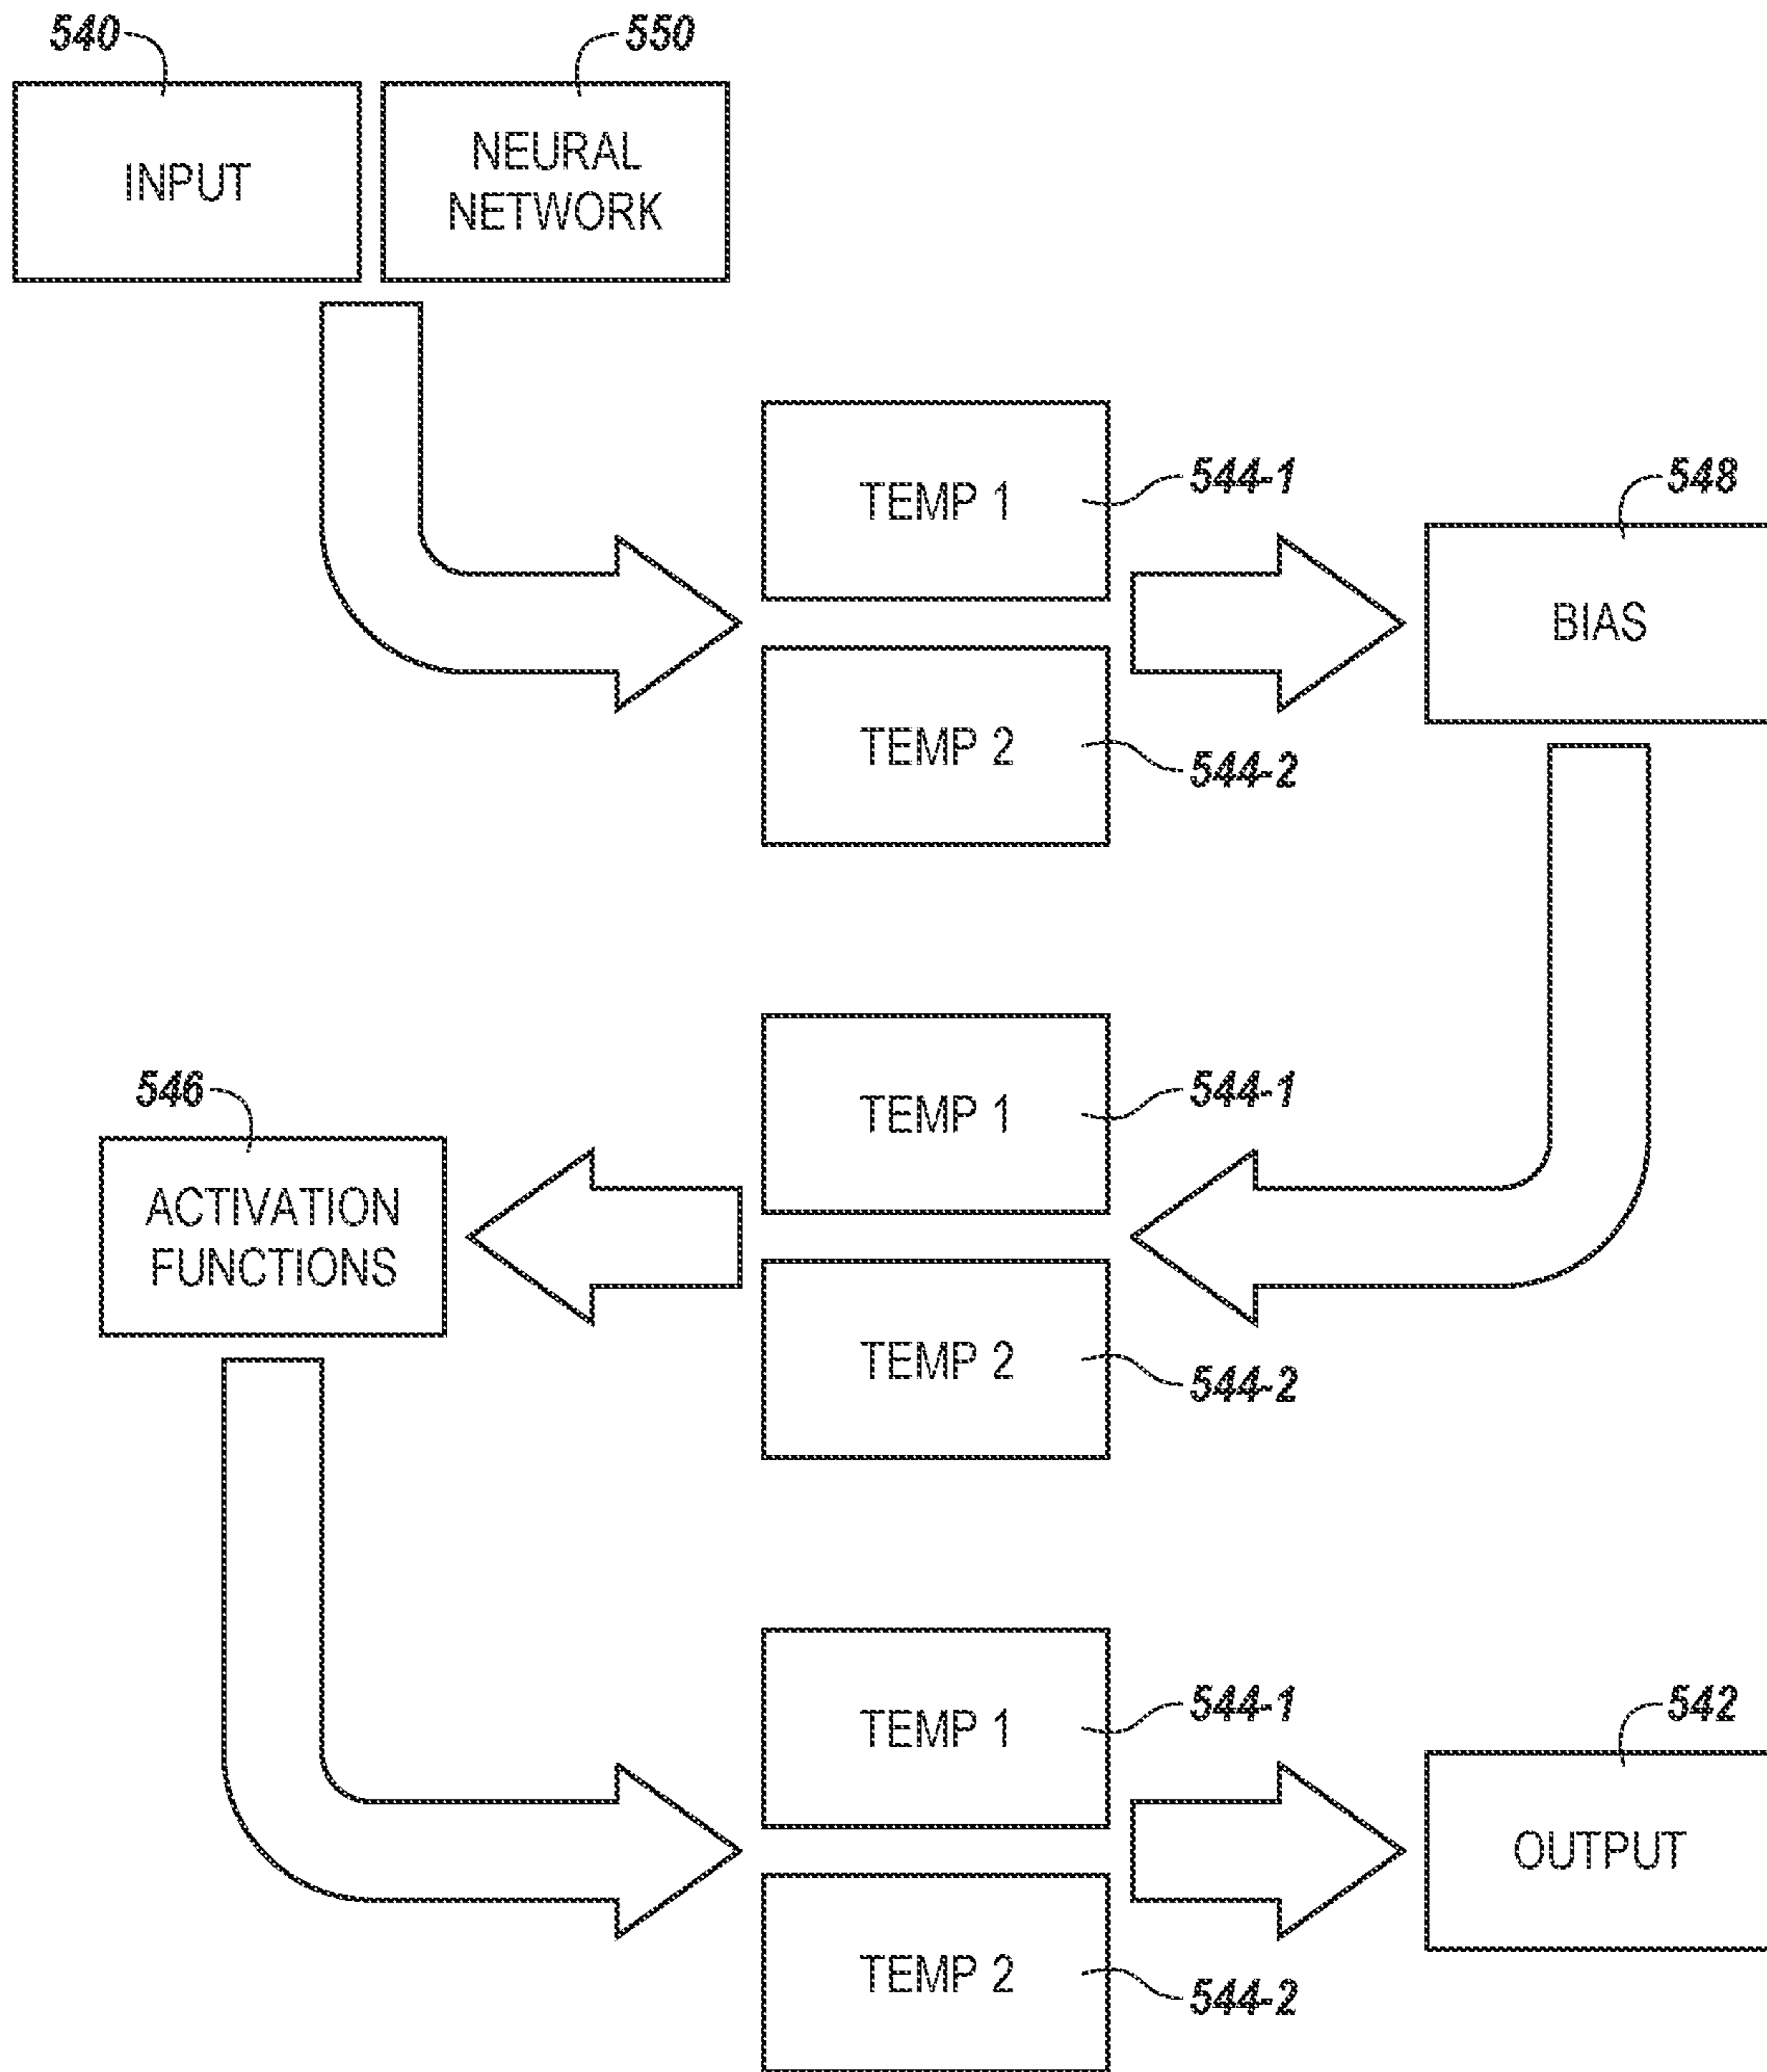 540
550
INPUT
NEURAL
NETWORK
TEMP 1
544-1
548
BIAS
TEMP 2
544-2
546
ACTIVATION
FUNCTIONS
TEMP 1
544-1
TEMP 2
544-2
TEMP 1
544-1
542
OUTPUT
TEMP 2
544-2